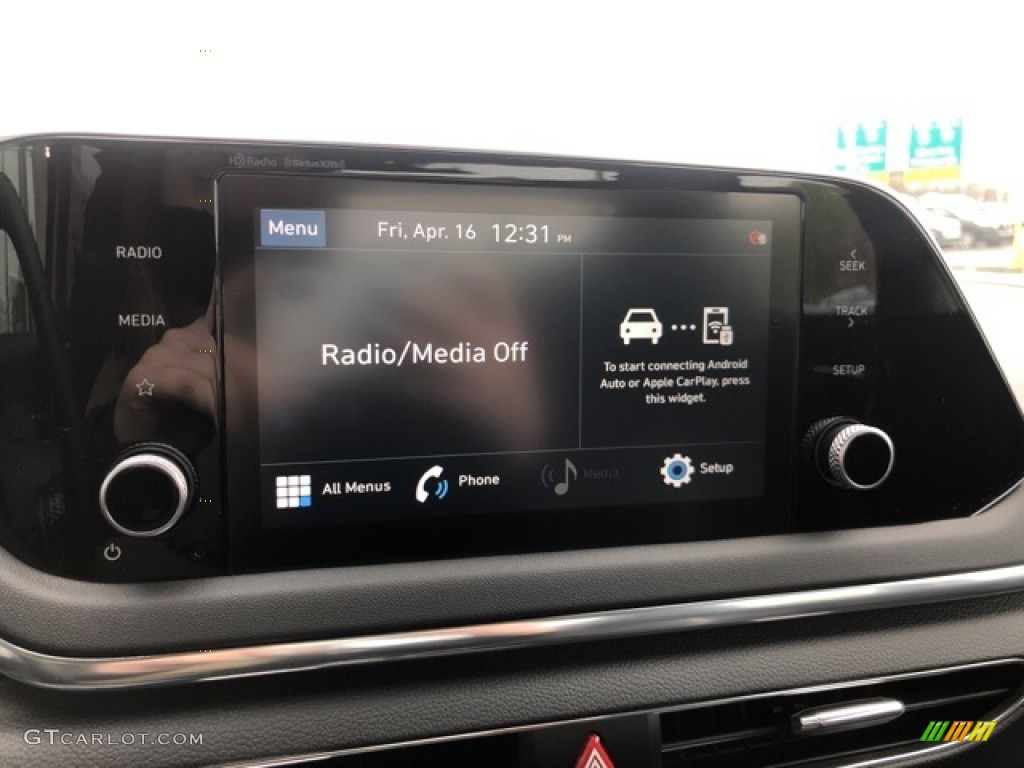 HD Radio (SiriusXM)
Menu
Fri, Apr. 16 12:31 PM
RADIO
MEDIA
Radio/Media Off
To start connecting Android
Auto or Apple CarPlay, press
this widget.
SEEK
TRACK
SETUP
All Menus
Phone
Media
Setup
GTCARLOT.COM